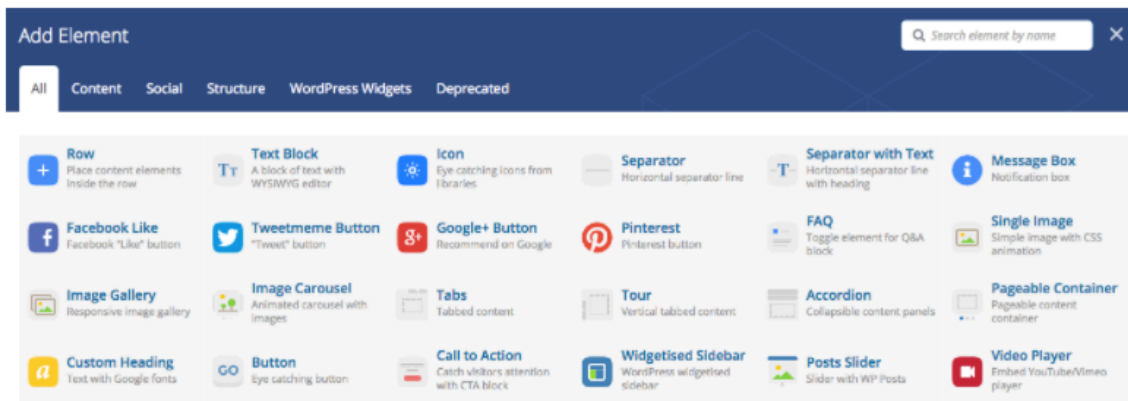 Add Element
Search element by name
All Content Social Structure WordPress Widgets Deprecated
Row
Place content elements
inside the row
Text Block
A block of text with
WYSIWYG editor
Icon
Eye catching icons from
libraries
Separator
Horizontal separator line
Separator with Text
Horizontal separator line
with heading
Message Box
Notification box
Facebook Like
Facebook "Like" button
Tweetmeme Button
"Tweet" button
Google+ Button
Recommend on Google
Pinterest
Pinterest button
FAQ
Toggle element for Q&A
block
Single Image
Simple image with CSS
animation
Image Gallery
Responsive image gallery
Image Carousel
Animated carousel with
images
Tabs
Tabbed content
Tour
Vertical tabbed content
Accordion
Collapsible content panels
Pageable Container
Pageable content
container
Custom Heading
Text with Google fonts
GO
Button
Eye catching button
Call to Action
Catch visitors attention
with CTA block
Widgetised Sidebar
WordPress widgetised
sidebar
Posts Slider
Slider with WP Posts
Video Player
Embed YouTube/Vimeo
player